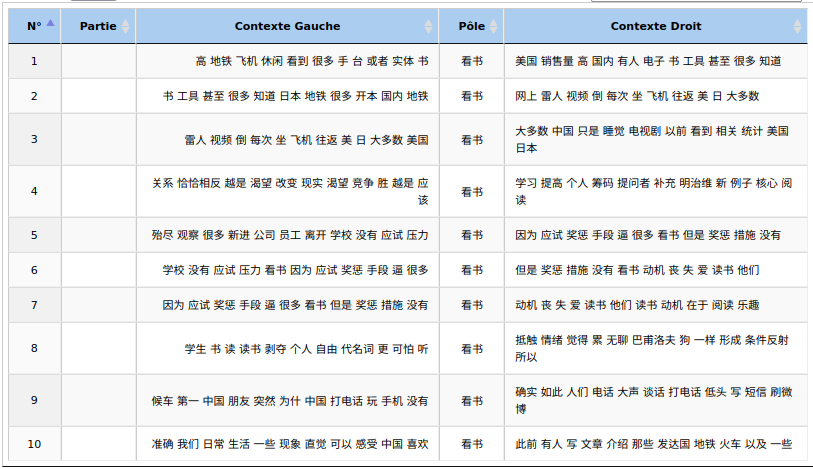 N° Partie Contexte Gauche Pôle Contexte Droit
1 高 地铁 飞机 休闲 看到 很多 手 台 或者 实体 书 看书 美国 销售量 高 国内 有人 电子 书 工具 甚至 很多 知道
2 书 工具 甚至 很多 知道 日本 地铁 很多 开本 国内 地铁 看书 网上 雷人 视频 倒 每次 坐 飞机 往返 美 日 大多数
3 雷人 视频 倒 每次 坐 飞机 往返 美 日 大多数 美国 看书 大多数 中国 只是 睡觉 电视剧 以前 看到 相关 统计 美国
日本
4 关系 恰恰相反 越是 渴望 改变 现实 渴望 竞争 胜 越是 应
该 看书 学习 提高 个人 筹码 提问者 补充 明治维 新 例子 核心 阅
读
5 殆尽 观察 很多 新进 公司 员工 离开 学校 没有 应试 压力 看书 因为 应试 奖惩 手段 逼 很多 看书 但是 奖惩 措施 没有
6 学校 没有 应试 压力 看书 因为 应试 奖惩 手段 逼 很多 看书 但是 奖惩 措施 没有 看书 动机 丧 失 爱 读书 他们
7 因为 应试 奖惩 手段 逼 很多 看书 但是 奖惩 措施 没有 看书 动机 丧 失 爱 读书 他们 读书 动机 在于 阅读 乐趣
8 学生 书 读 读书 剥夺 个人 自由 代名词 更 可怕 听 看书 抵触 情绪 觉得 累 无聊 巴甫洛夫 狗 一样 形成 条件反射
所以
9 候车 第一 中国 朋友 突然 为什 中国 打电话 玩 手机 没有 看书 确实 如此 人们 电话 大声 谈话 打电话 低头 写 短信 刷微
博
10 准确 我们 日常 生活 一些 现象 直觉 可以 感受 中国 喜欢 看书 此前 有人 写 文章 介绍 那些 发达国 地铁 火车 以及 一些